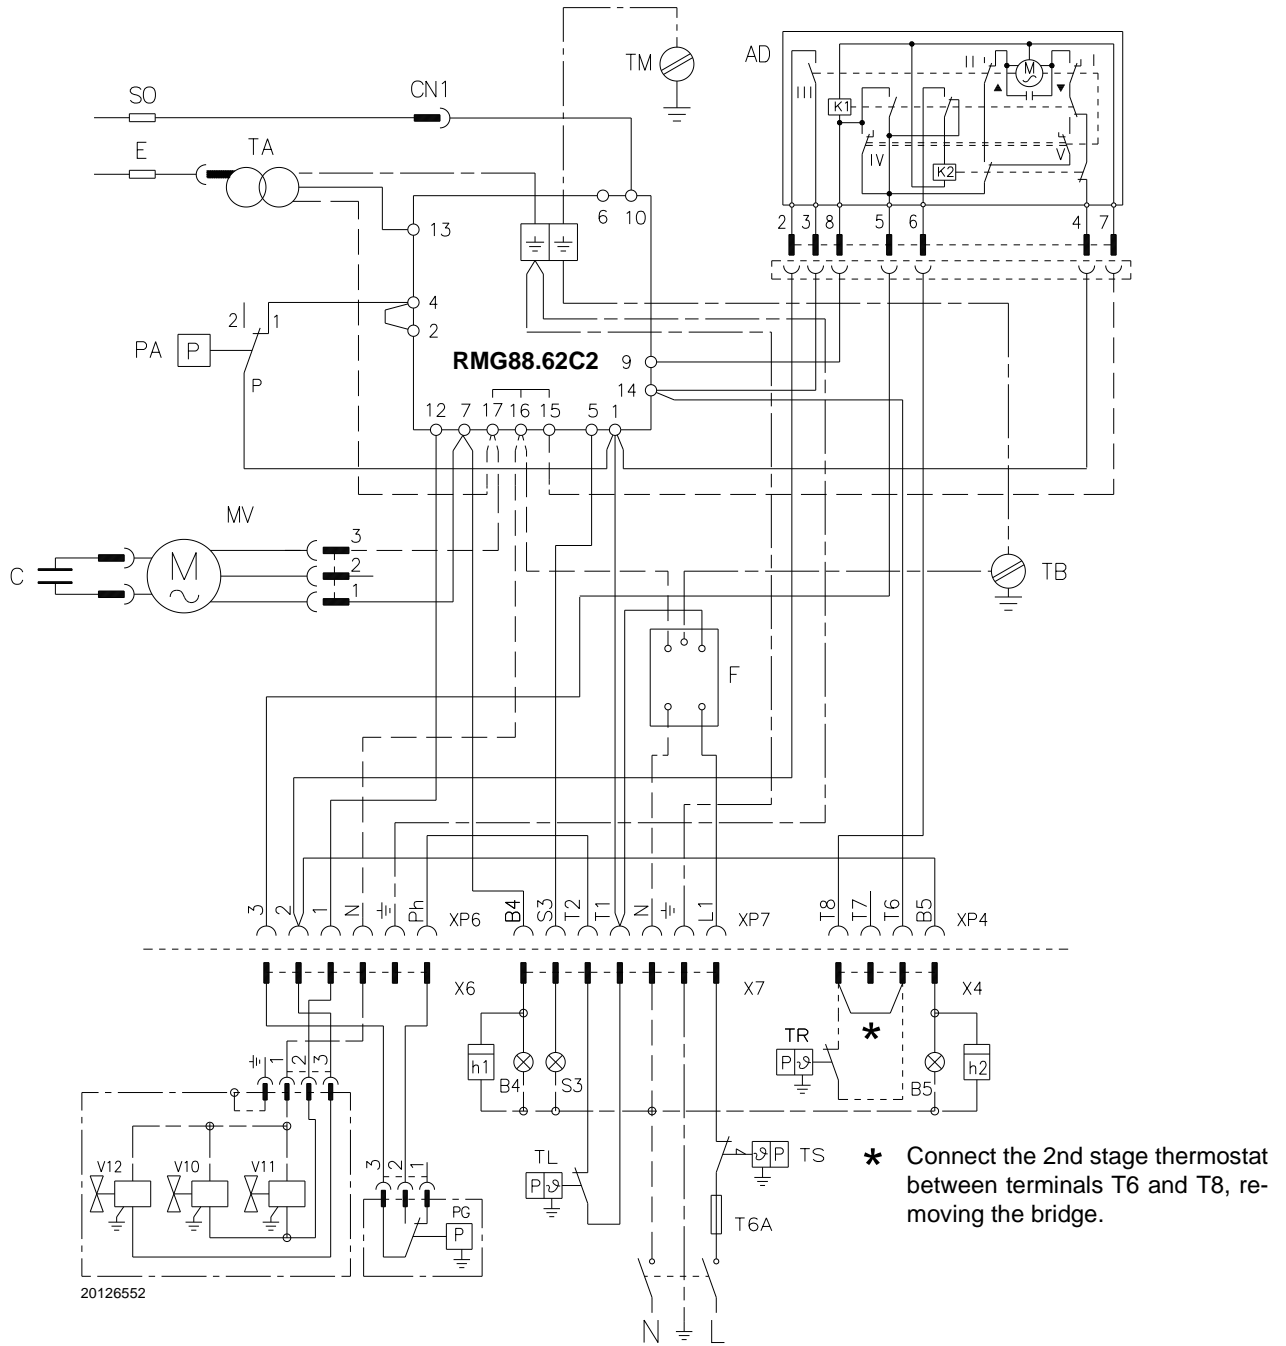 TM
AD
SO
CN1
E
TA
III
II
M
I
K1
IV
V
K2
6 10
13
2 3 8 5 6 4 7
4
2
2 1
PA P
P
RMG88.62C2
9
14
12 7 17 16 15 5 1
MV
3
C M 2
1
TB
F
3 2 1 N Ph XP6
B4 S3 T2 T1 N L1 XP7
T8 T7 T6 B5 XP4
X6 X7 X4
*
TR
P ϑ
h1 B4 S3
B5 h2
1 2 3
V12 V10 V11
3 2 1
PG
P
TL
P ϑ
ϑ P TS
T6A
N L
* Connect the 2nd stage thermostat
between terminals T6 and T8, re-
moving the bridge.
20126552